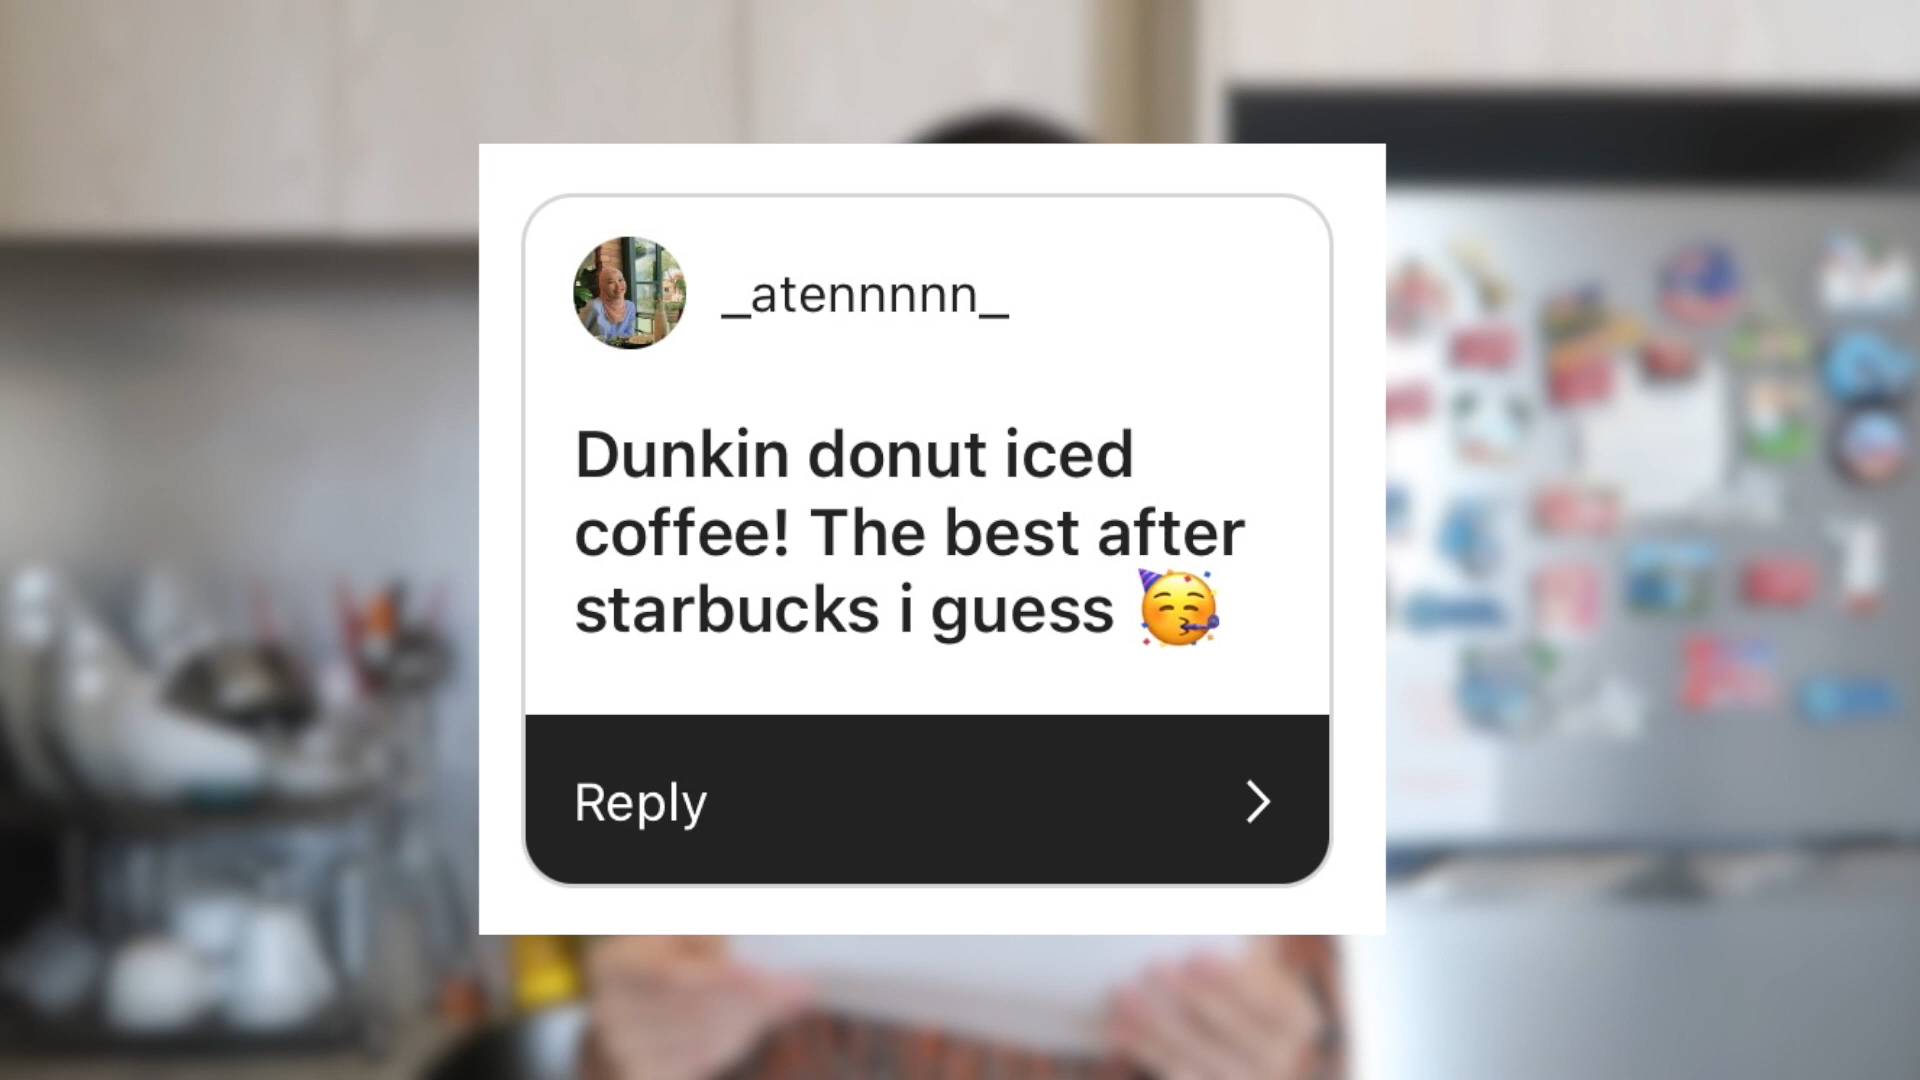 _atennnnn_
Dunkin donut iced
coffee! The best after
starbucks i guess 🥳
Reply